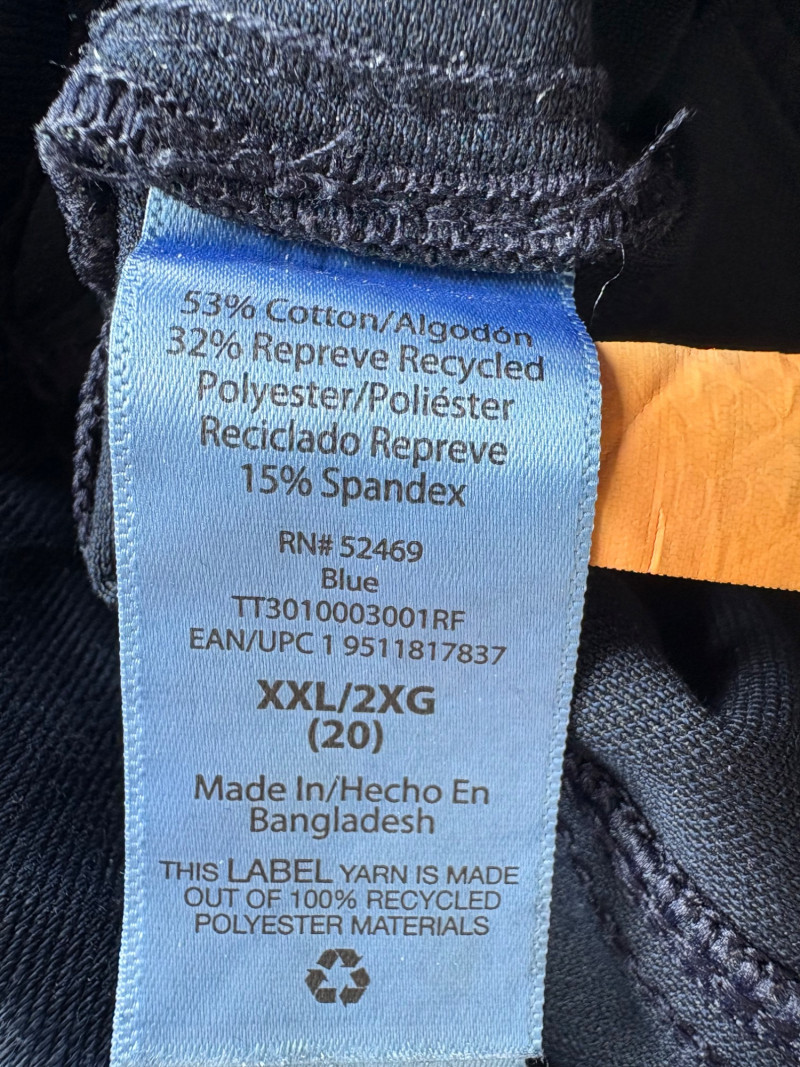 53% Cotton/Algodón
32% Repreve Recycled
Polyester/Poliéster
Reciclado Repreve
15% Spandex
RN# 52469
Blue
TT3010003001RF
EAN/UPC 1 9511817837
XXL/2XG
(20)
Made In/Hecho En
Bangladesh
THIS LABEL YARN IS MADE
OUT OF 100% RECYCLED
POLYESTER MATERIALS